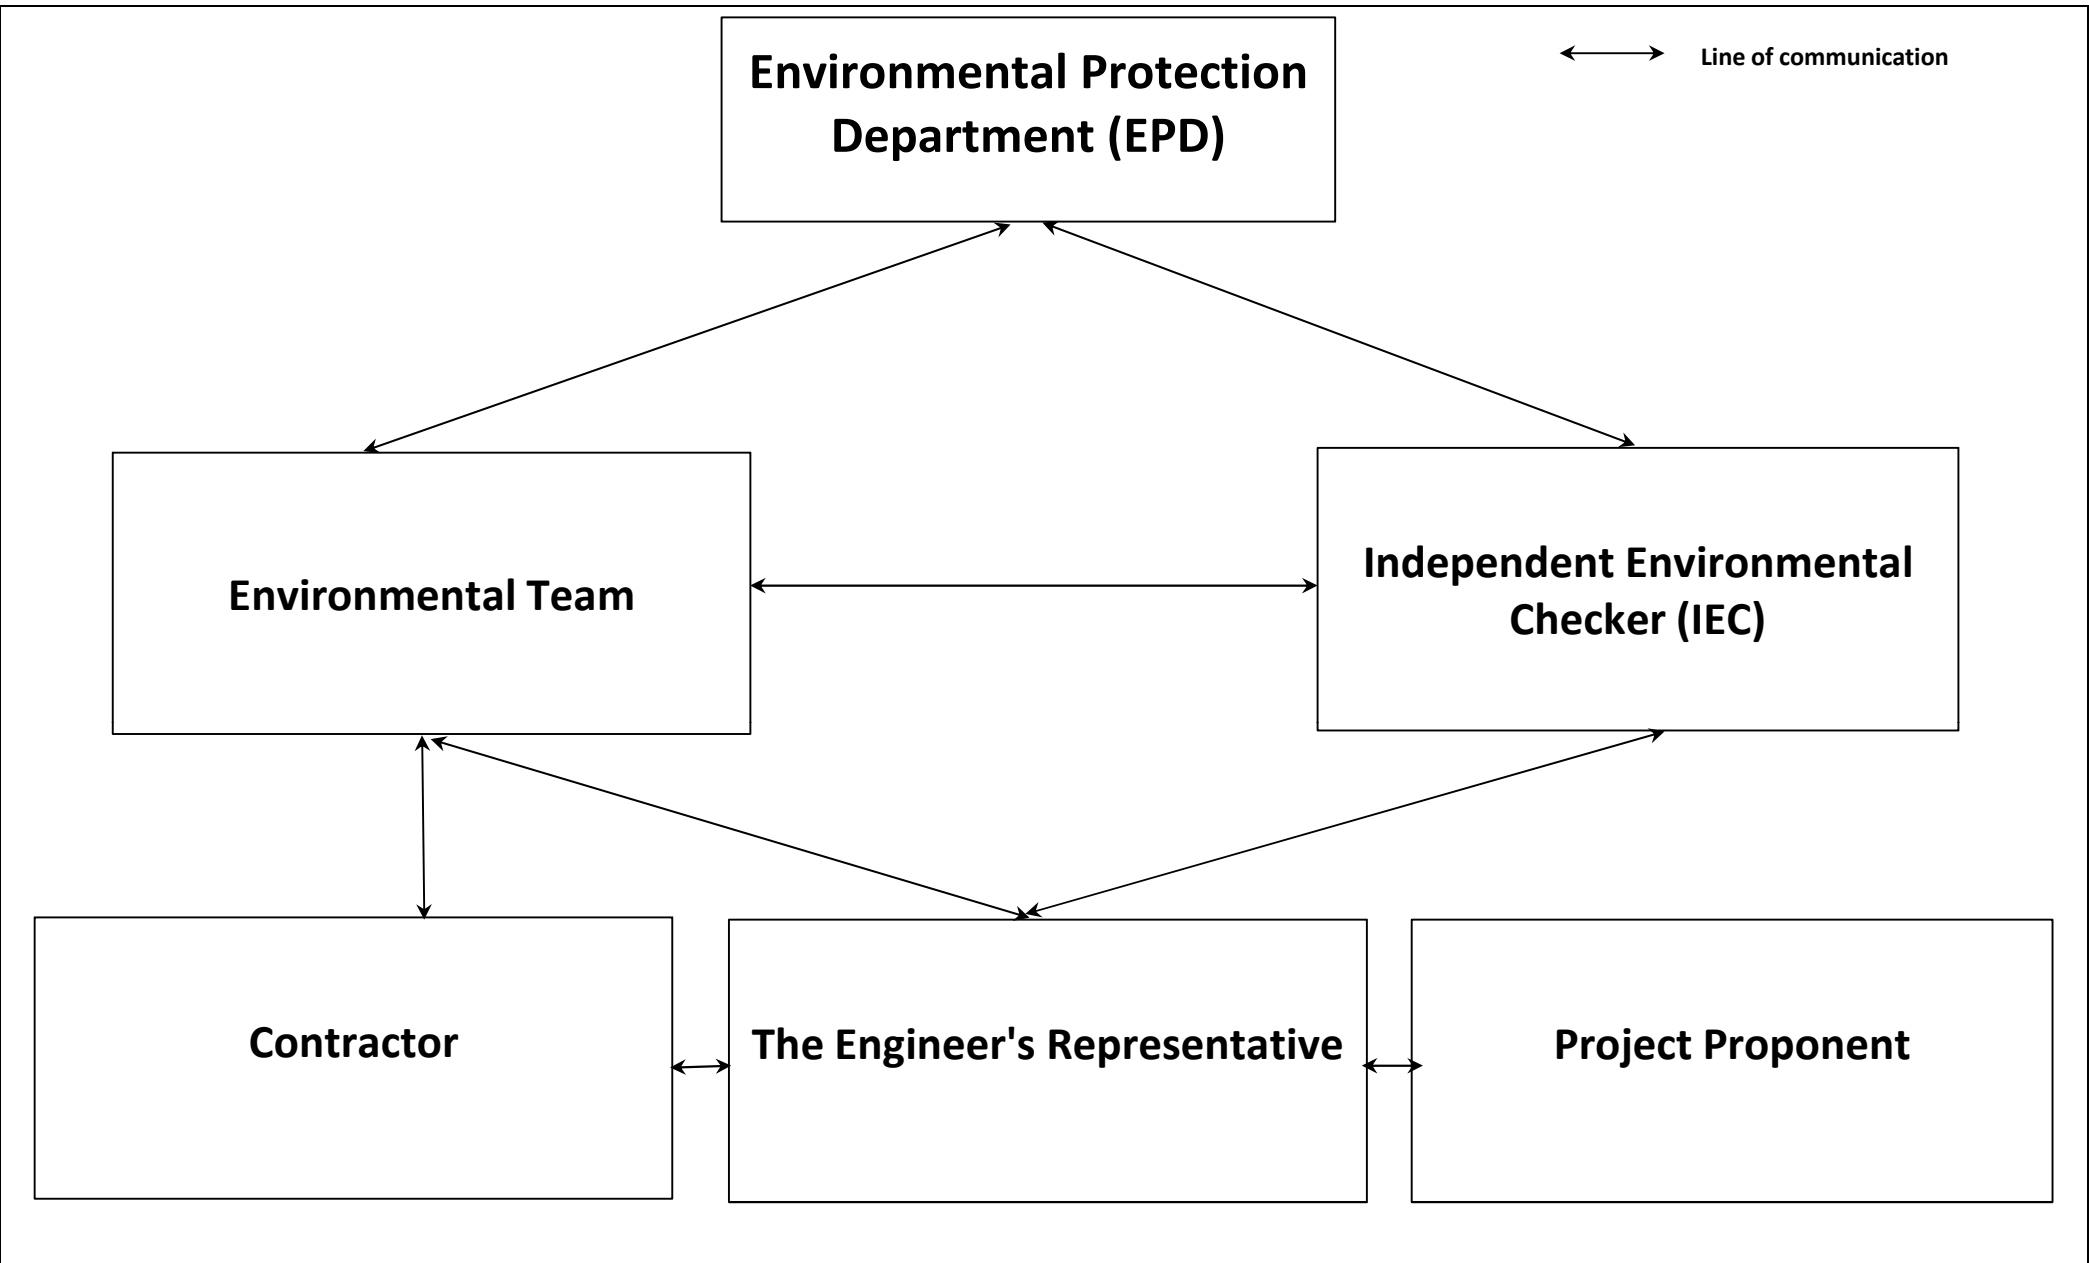 Environmental Protection
Department (EPD)
Line of communication
Environmental Team
Independent Environmental
Checker (IEC)
Contractor
The Engineer's Representative
Project Proponent